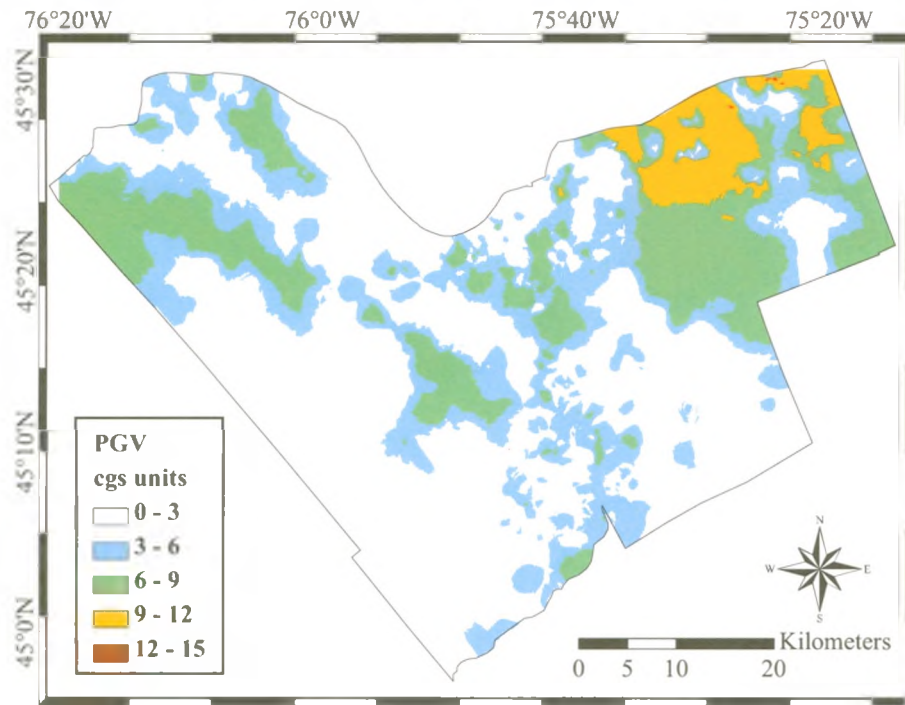 76°20'W 76°0'W 75°40'W 75°20'W
45°30'N
45°20'N
45°10'N
45°0'N
PGV
cgs units
0 - 3
3 - 6
6 - 9
9 - 12
12 - 15
N
W E
S
Kilometers
0 5 10 20